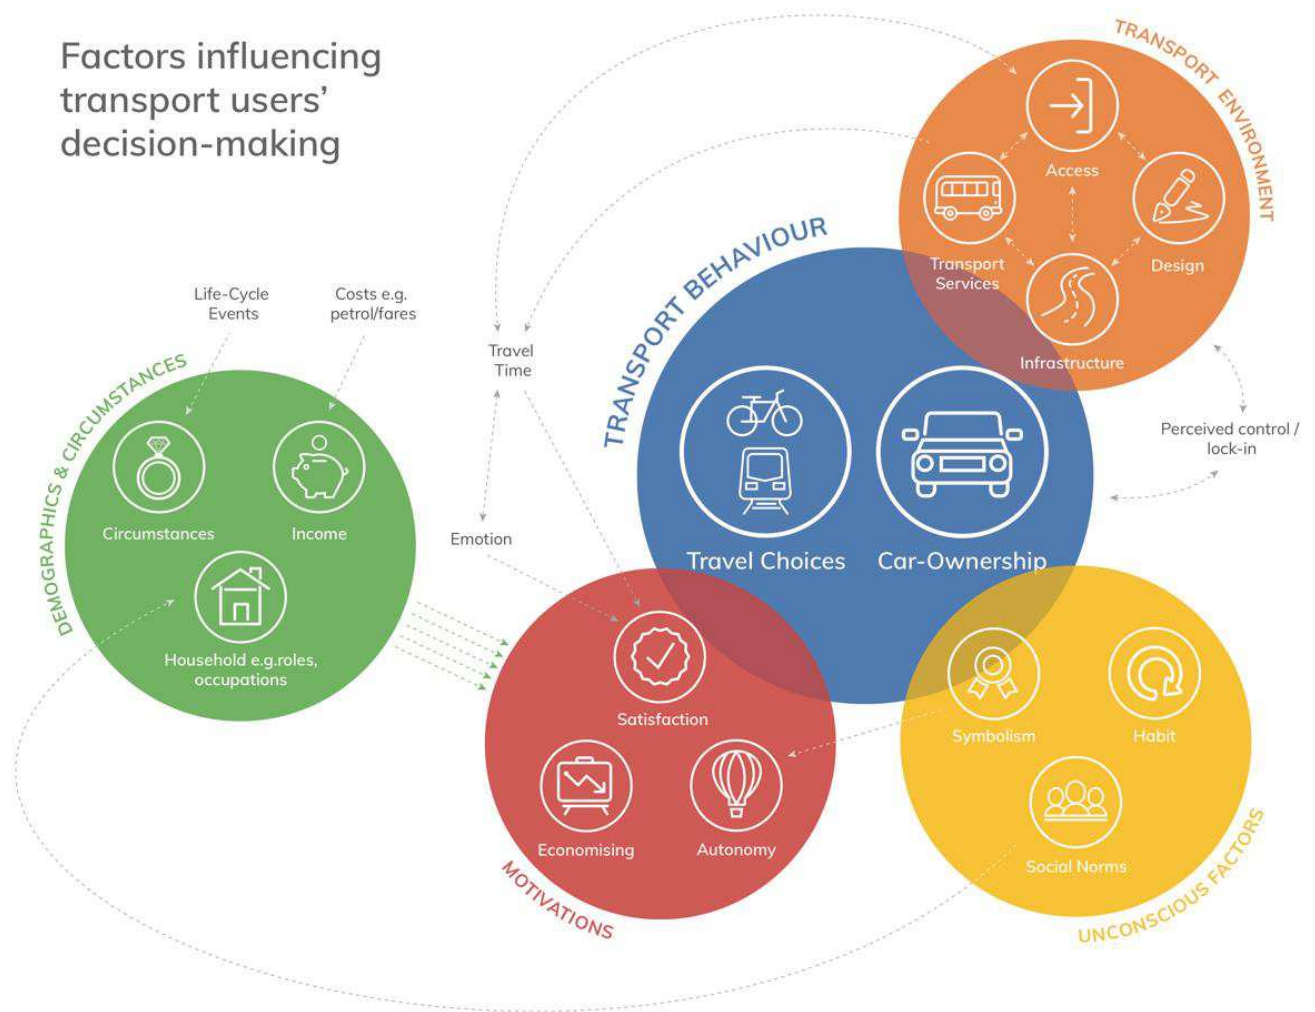 Factors influencing
transport users’
decision-making
TRANSPORT ENVIRONMENT
Access
Transport
Services
Design
Infrastructure
TRANSPORT BEHAVIOUR
Travel Choices
Car-Ownership
Perceived control /
lock-in
Life-Cycle
Events
Costs e.g.
petrol/fares
Travel
Time
Emotion
DEMOGRAPHICS & CIRCUMSTANCES
Circumstances
Income
Household e.g.roles,
occupations
Satisfaction
Economising
Autonomy
MOTIVATIONS
Symbolism
Habit
Social Norms
UNCONSCIOUS FACTORS